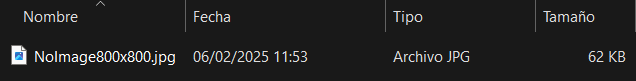 Nombre Fecha Tipo Tamaño
NoImage800x800.jpg 06/02/2025 11:53 Archivo JPG 62 KB